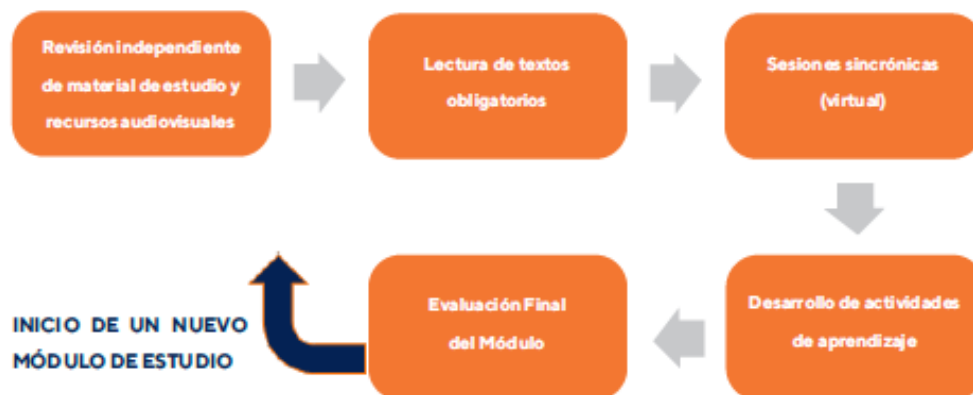 Revisión independiente
de material de estudio y
recursos audiovisuales
Lectura de textos
obligatorios
Sesiones sincrónicas
(virtual)
Desarrollo de actividades
de aprendizaje
Evaluación Final
del Módulo
INICIO DE UN NUEVO
MÓDULO DE ESTUDIO